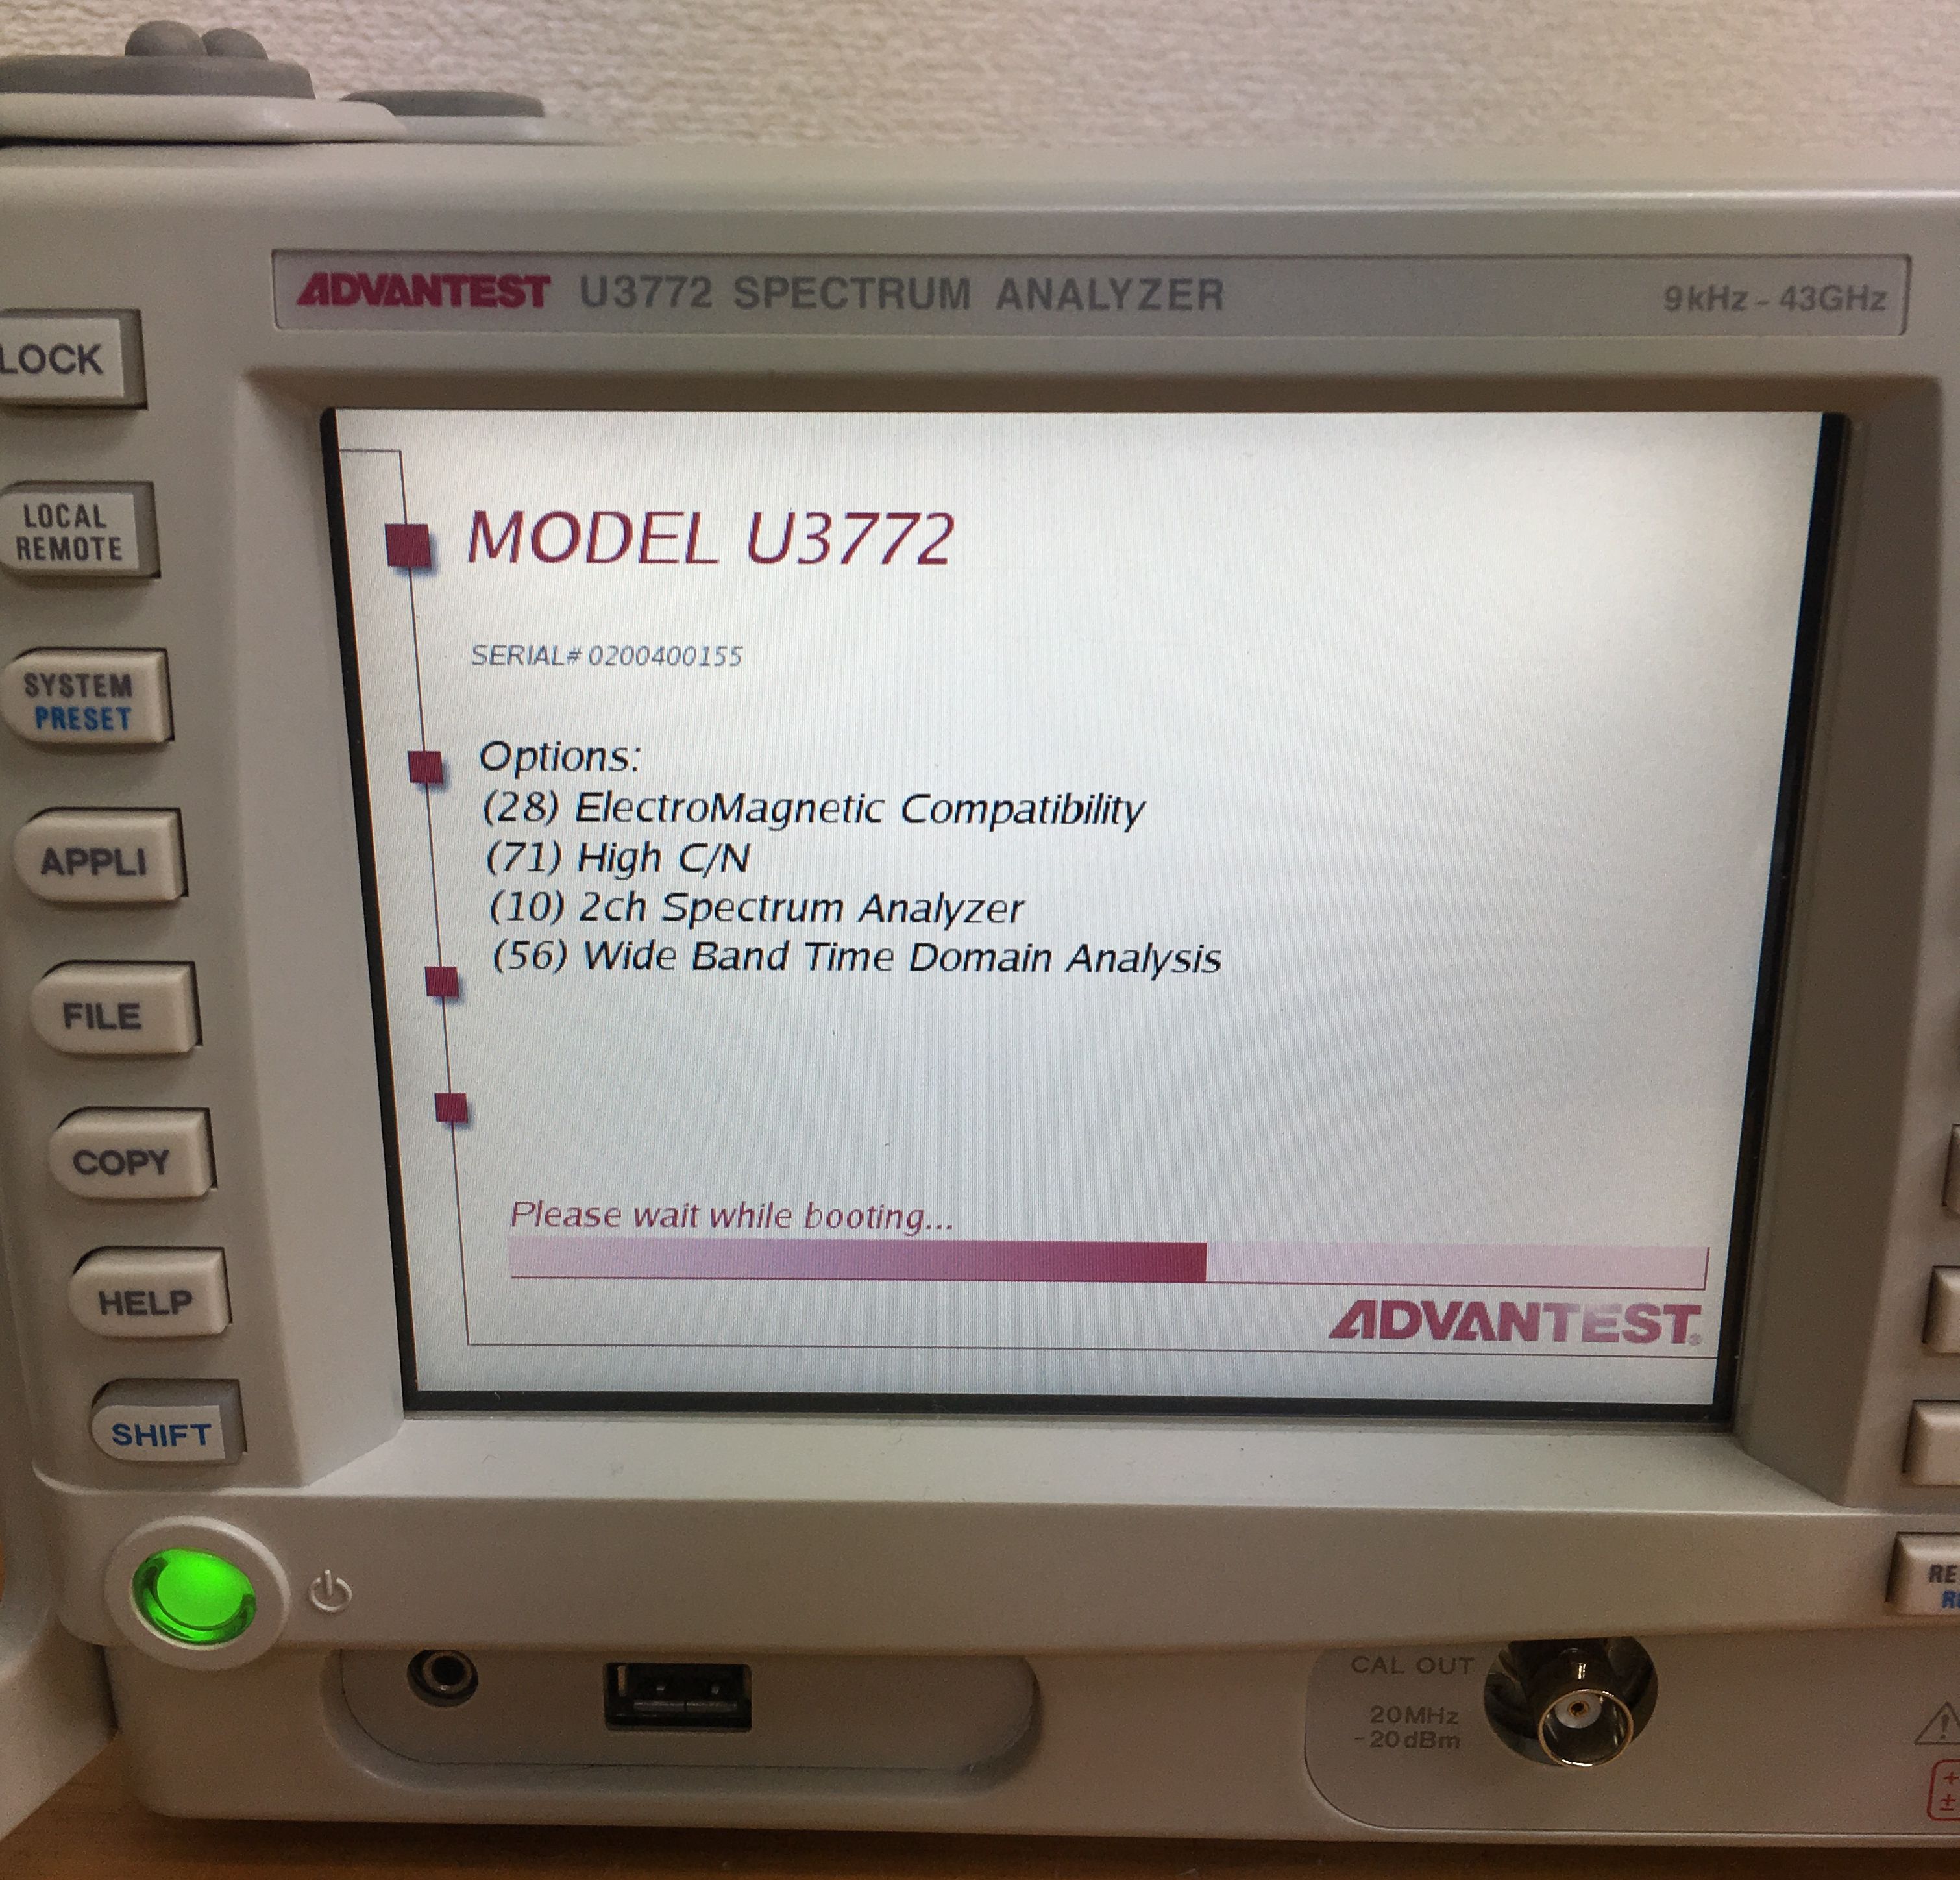 ADVANTEST U3772 SPECTRUM ANALYZER 9kHz - 43GHz
LOCK
LOCAL
REMOTE
SYSTEM
PRESET
APPLI
FILE
COPY
HELP
SHIFT
MODEL U3772
SERIAL# 0200400155
Options:
(28) ElectroMagnetic Compatibility
(71) High C/N
(10) 2ch Spectrum Analyzer
(56) Wide Band Time Domain Analysis
Please wait while booting...
ADVANTEST
CAL OUT
20MHz
-20dBm